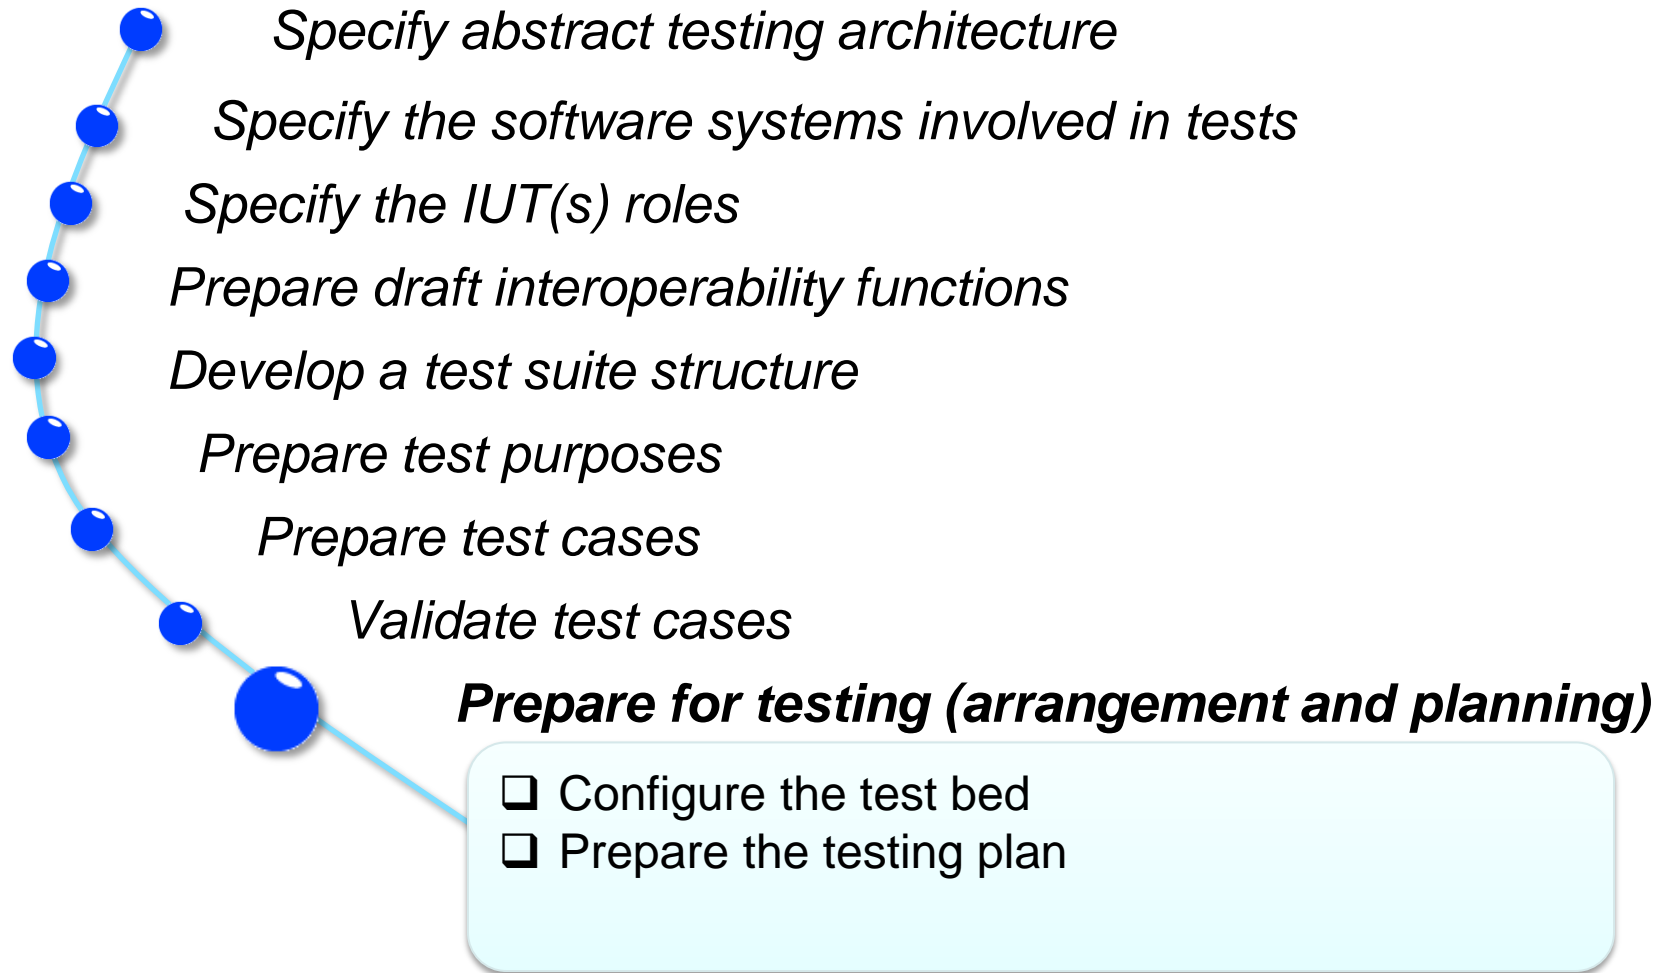 Specify abstract testing architecture
Specify the software systems involved in tests
Specify the IUT(s) roles
Prepare draft interoperability functions
Develop a test suite structure
Prepare test purposes
Prepare test cases
Validate test cases
Prepare for testing (arrangement and planning)
❑ Configure the test bed
❑ Prepare the testing plan